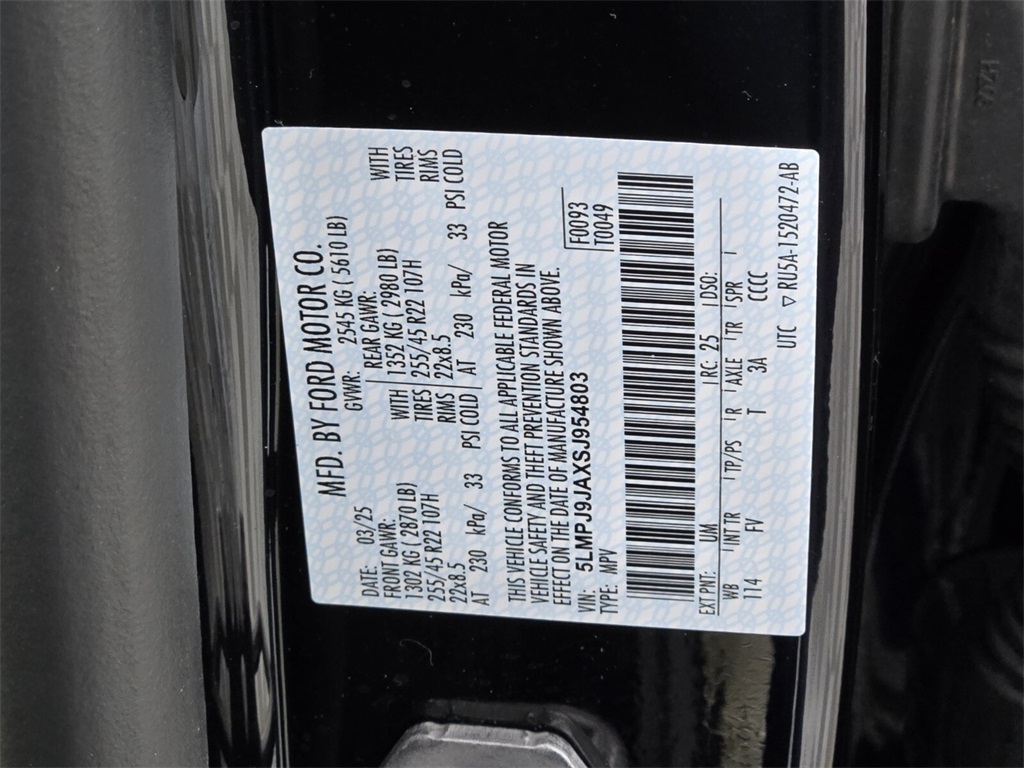 MFD. BY FORD MOTOR CO.
DATE: 03/25 GVWR: 2545 KG ( 5610 LB)
FRONT GAWR: REAR GAWR:
1302 KG ( 2870 LB) WITH 1352 KG ( 2980 LB) WITH
255/45 R22 107H TIRES 255/45 R22 107H TIRES
22x8.5 RIMS 22x8.5 RIMS
AT 230 kPa/ 33 PSI COLD AT 230 kPa/ 33 PSI COLD
THIS VEHICLE CONFORMS TO ALL APPLICABLE FEDERAL MOTOR
VEHICLE SAFETY AND THEFT PREVENTION STANDARDS IN
EFFECT ON THE DATE OF MANUFACTURE SHOWN ABOVE.
VIN: 5LMPJ9JAXSJ954803 F0093
TYPE: MPV T0049
EXT PNT: UM RC: 25 DSO:
WB INT TR TP/PS R AXLE TR SPR
114 FV T 3A CCCC
UTC ▽ RU5A-1520472-AB